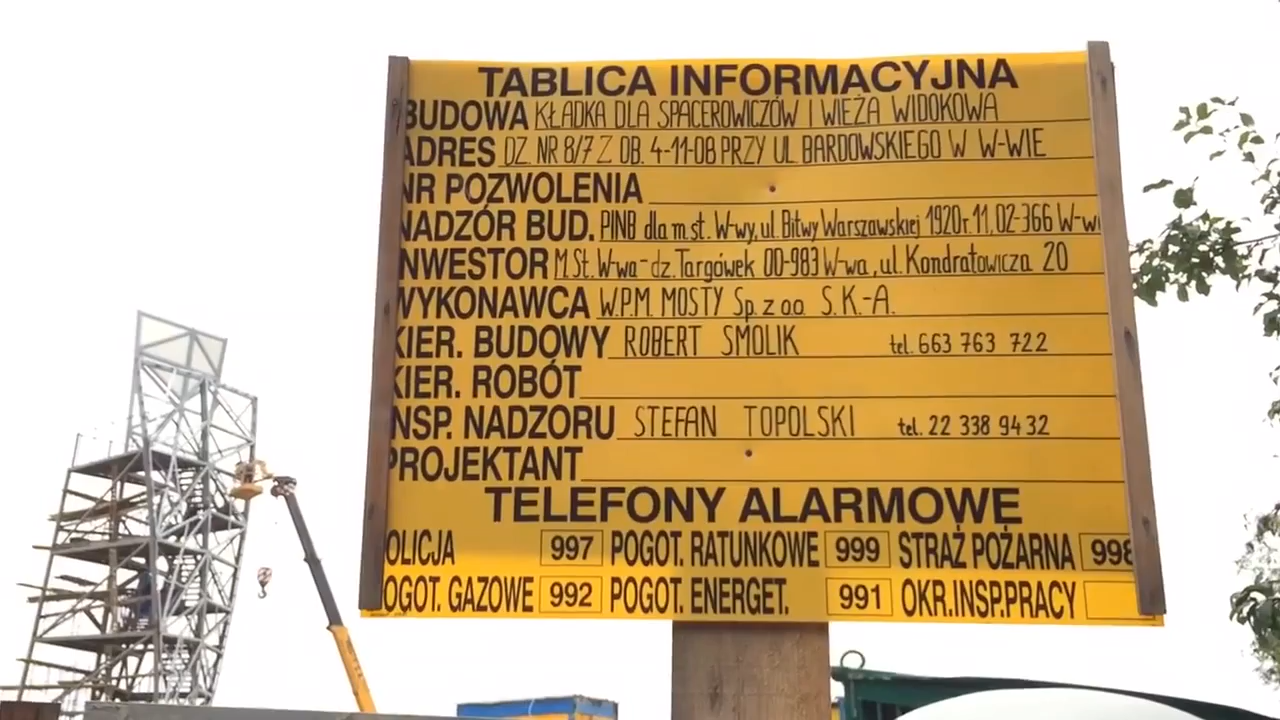 TABLICA INFORMACYJNA
BUDOWA KŁADKA DLA SPACEROWICZÓW I WIEŻA WIDOKOWA
ADRES DZ. NR 8/7 Z OB. 4-11-08 PRZY UL BARDOWSKIEGO W W-WIE
NR POZWOLENIA
NADZÓR BUD. PINB dla m.st. W-wy, ul. Bitwy Warszawskiej 1920r. 11, 02-366 W-w
NWESTOR M.St. W-wa - dz. Targówek 00-983 W-wa, ul. Kondratowicza 20
WYKONAWCA W.P.M. MOSTY Sp. z o.o. S.K-A.
KIER. BUDOWY ROBERT SMOLIK tel. 663 763 722
KIER. ROBÓT
NSP. NADZORU STEFAN TOPOLSKI tel. 22 338 94 32
PROJEKTANT
TELEFONY ALARMOWE
OLICJA 997 POGOT. RATUNKOWE 999 STRAŻ POŻARNA 998
OGOT. GAZOWE 992 POGOT. ENERGET. 991 OKR.INSP.PRACY